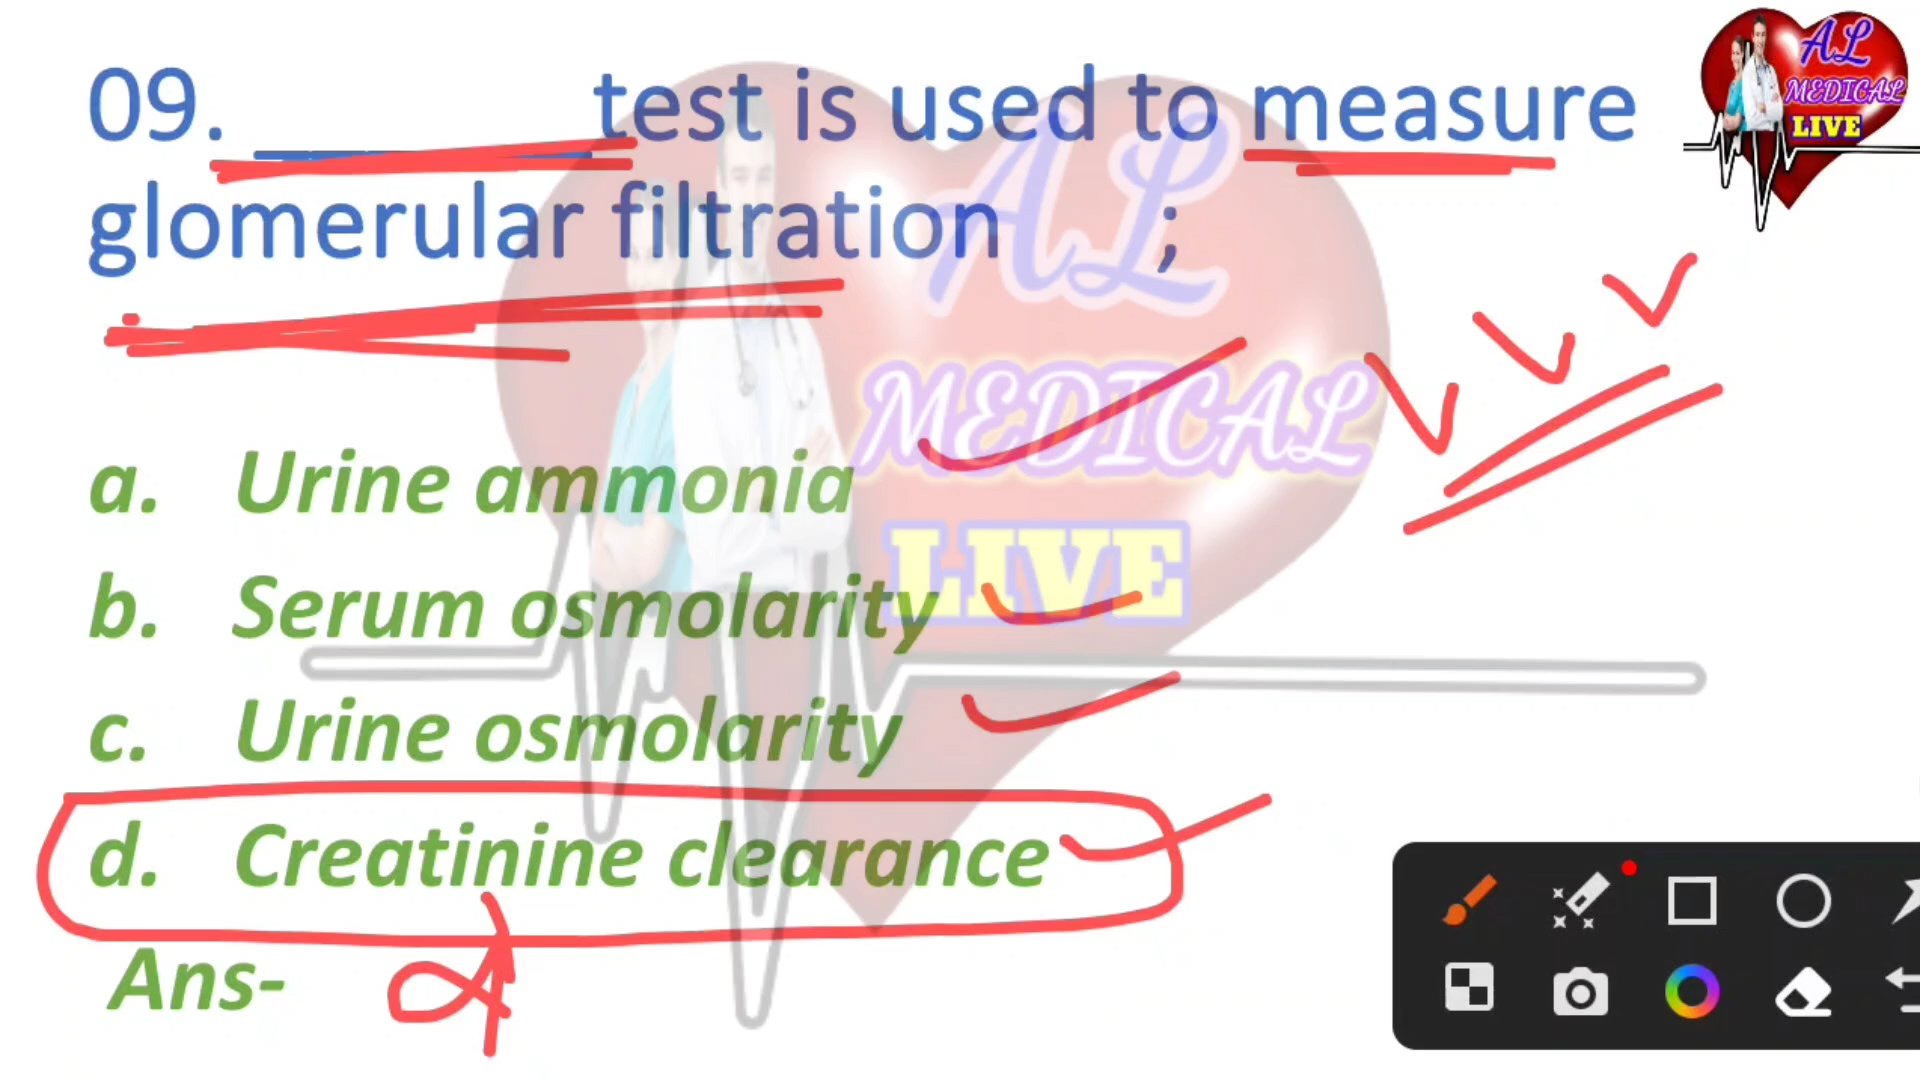 09. ________ test is used to measure
glomerular filtration ;
a. Urine ammonia
b. Serum osmolarity
c. Urine osmolarity
d. Creatinine clearance
Ans- d
AL
MEDICAL
LIVE
AL
MEDICAL
LIVE